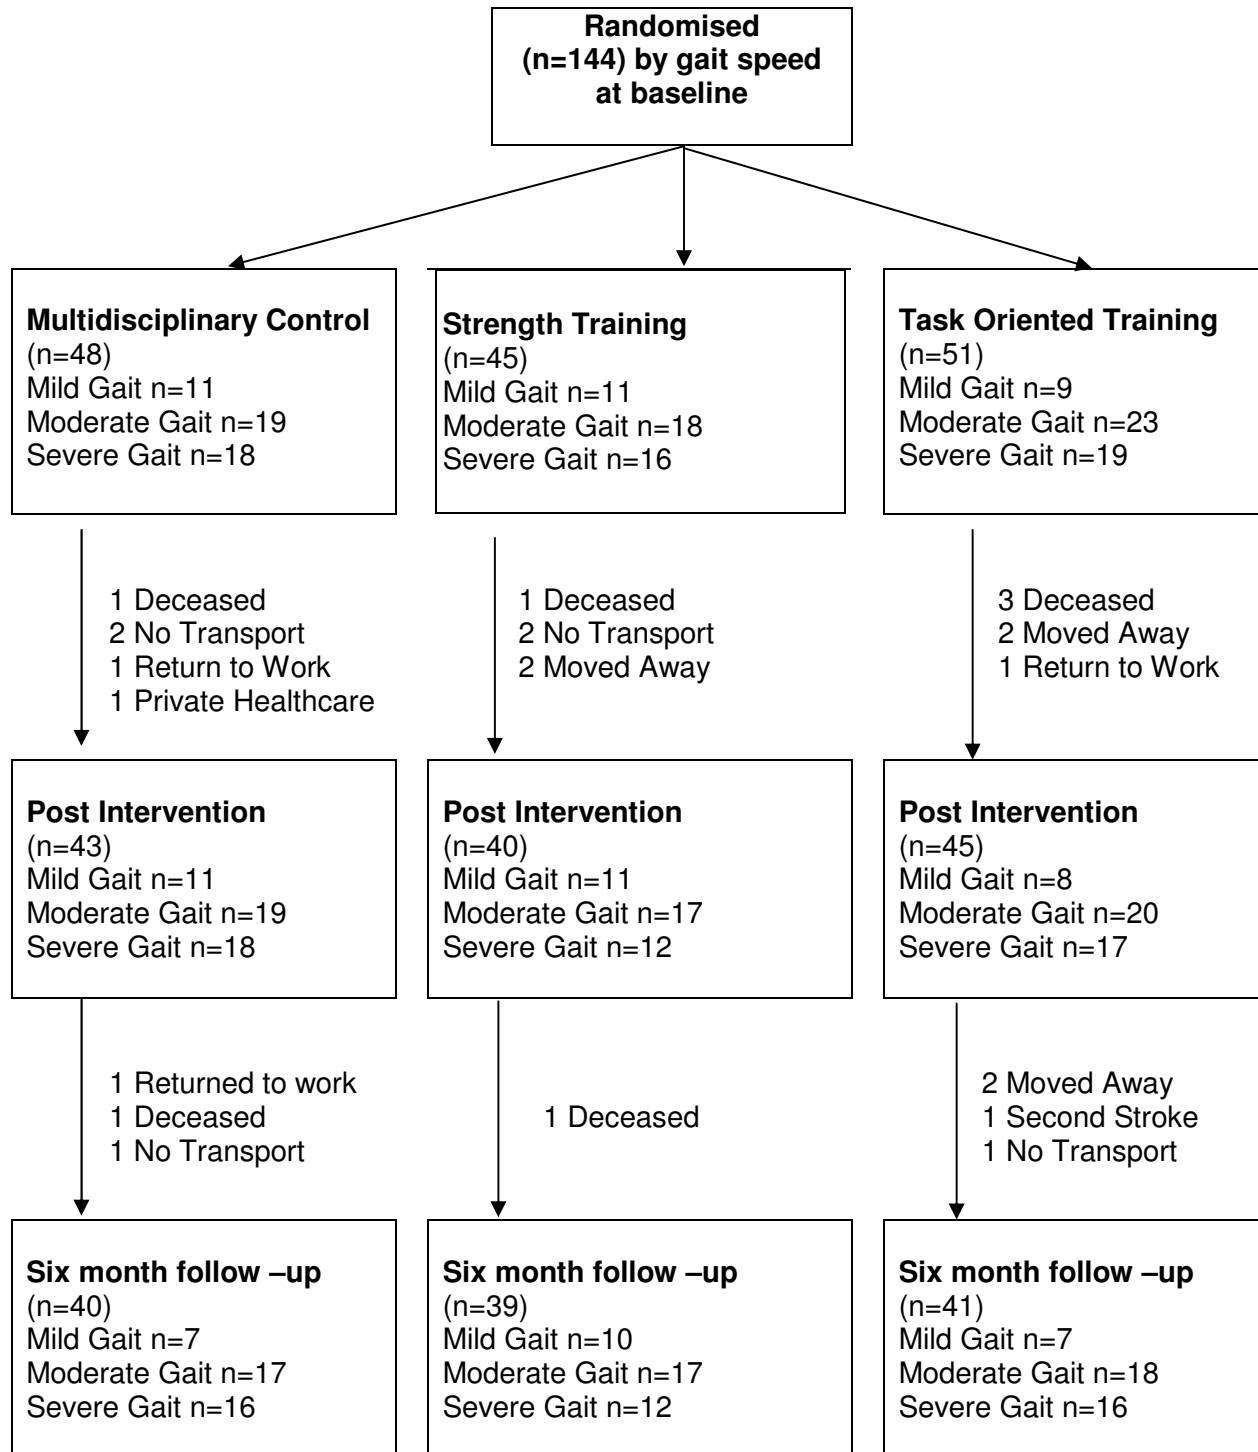 Randomised
(n=144) by gait speed
at baseline
Multidisciplinary Control
(n=48)
Mild Gait n=11
Moderate Gait n=19
Severe Gait n=18
Strength Training
(n=45)
Mild Gait n=11
Moderate Gait n=18
Severe Gait n=16
Task Oriented Training
(n=51)
Mild Gait n=9
Moderate Gait n=23
Severe Gait n=19
1 Deceased
2 No Transport
1 Return to Work
1 Private Healthcare
1 Deceased
2 No Transport
2 Moved Away
3 Deceased
2 Moved Away
1 Return to Work
Post Intervention
(n=43)
Mild Gait n=11
Moderate Gait n=19
Severe Gait n=18
Post Intervention
(n=40)
Mild Gait n=11
Moderate Gait n=17
Severe Gait n=12
Post Intervention
(n=45)
Mild Gait n=8
Moderate Gait n=20
Severe Gait n=17
1 Returned to work
1 Deceased
1 No Transport
1 Deceased
2 Moved Away
1 Second Stroke
1 No Transport
Six month follow –up
(n=40)
Mild Gait n=7
Moderate Gait n=17
Severe Gait n=16
Six month follow –up
(n=39)
Mild Gait n=10
Moderate Gait n=17
Severe Gait n=12
Six month follow –up
(n=41)
Mild Gait n=7
Moderate Gait n=18
Severe Gait n=16